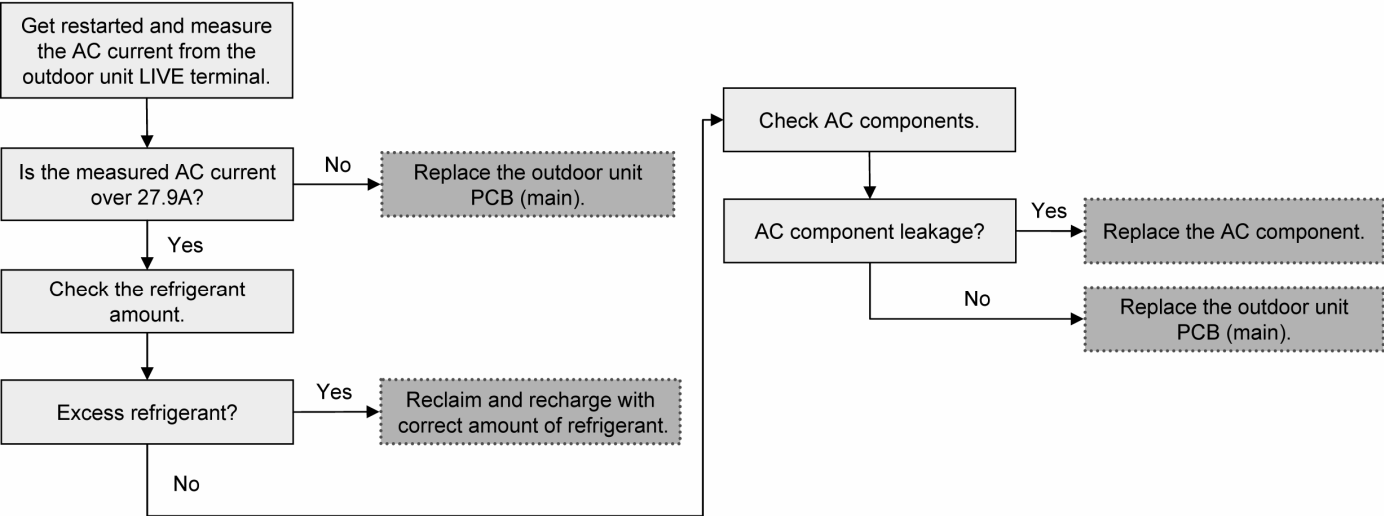 Get restarted and measure
the AC current from the
outdoor unit LIVE terminal.
Is the measured AC current
over 27.9A?
No
Replace the outdoor unit
PCB (main).
Yes
Check the refrigerant
amount.
Excess refrigerant?
Yes
Reclaim and recharge with
correct amount of refrigerant.
No
Check AC components.
AC component leakage?
Yes
Replace the AC component.
No
Replace the outdoor unit
PCB (main).